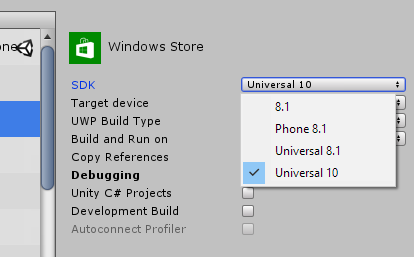 one
Windows Store
SDK Universal 10
Target device 8.1
UWP Build Type Phone 8.1
Build and Run on Universal 8.1
Copy References Universal 10
Debugging
Unity C# Projects
Development Build
Autoconnect Profiler